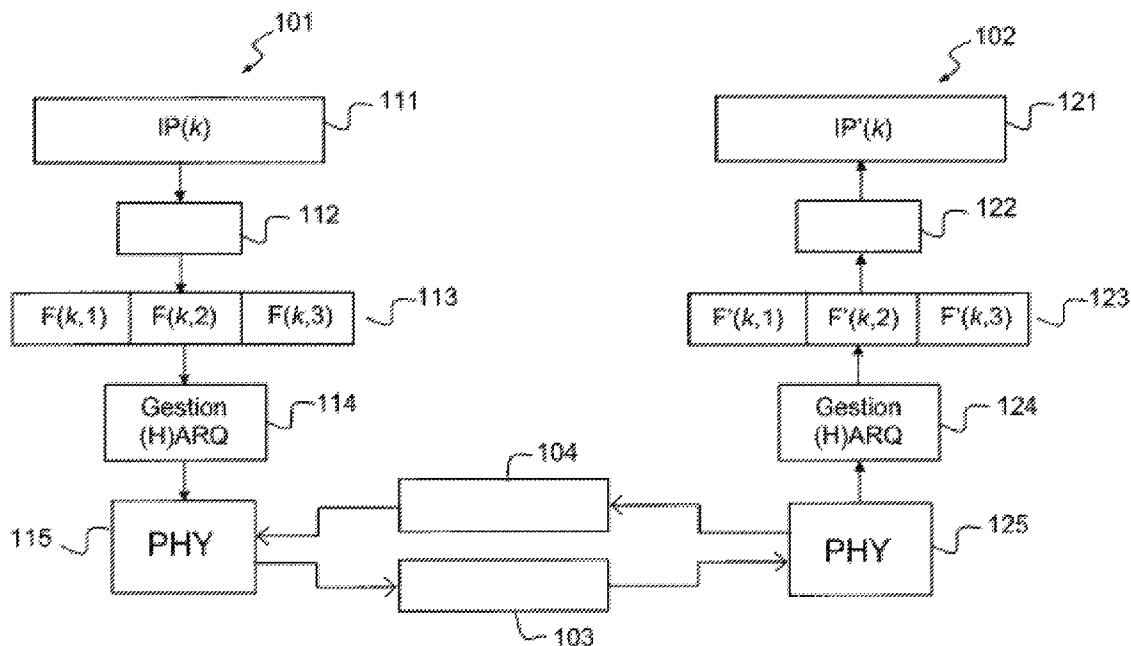 101
102
IP(k)
111
IP'(k)
121
112
122
F(k,1) F(k,2) F(k,3)
113
F'(k,1) F'(k,2) F'(k,3)
123
Gestion
(H)ARQ
114
Gestion
(H)ARQ
124
104
115
PHY
PHY
125
103